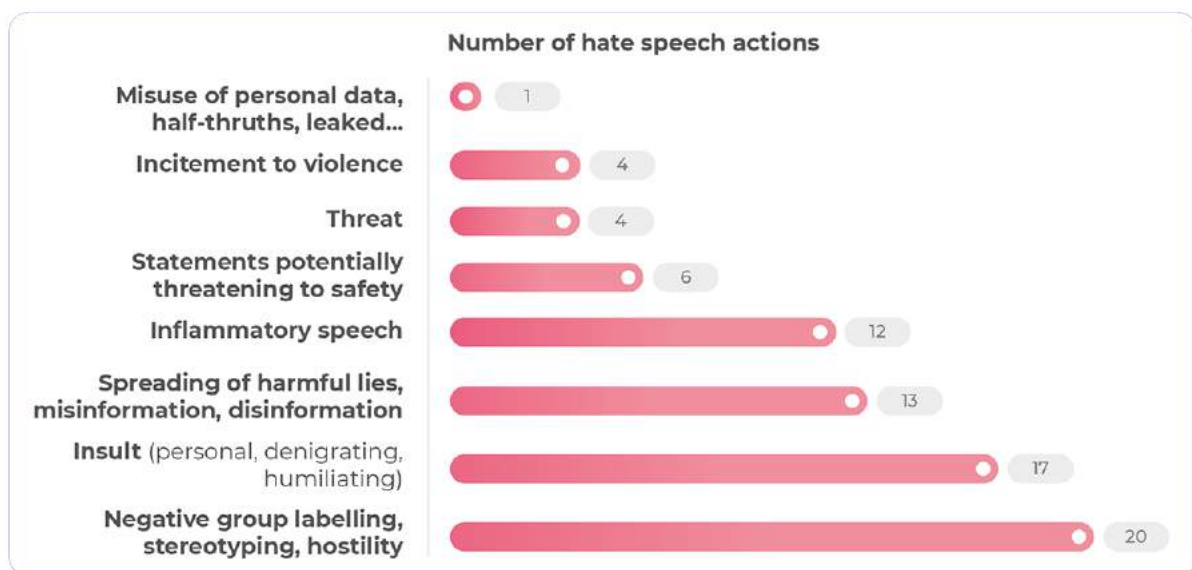 Number of hate speech actions
Misuse of personal data,
half-thruths, leaked...
1
Incitement to violence
4
Threat
4
Statements potentially
threatening to safety
6
Inflammatory speech
12
Spreading of harmful lies,
misinformation, disinformation
13
Insult (personal, denigrating,
humiliating)
17
Negative group labelling,
stereotyping, hostility
20